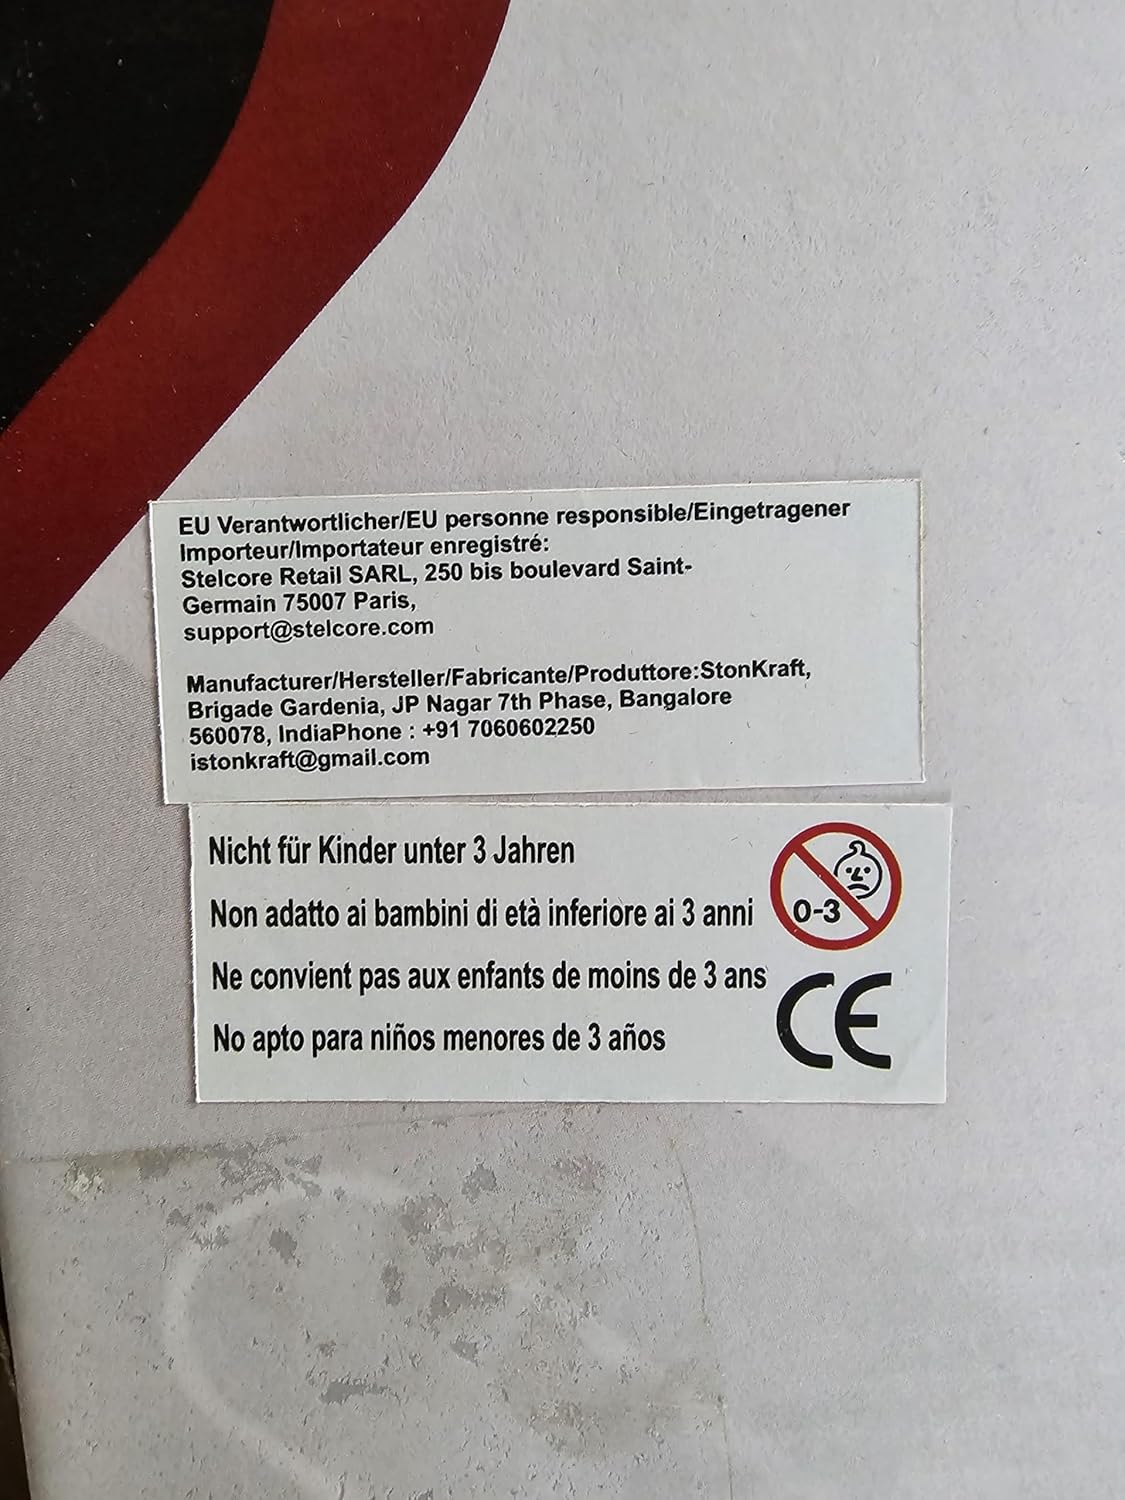 EU Verantwortlicher/EU personne responsible/Eingetragener
Importeur/Importateur enregistré:
Stelcore Retail SARL, 250 bis boulevard Saint-
Germain 75007 Paris,
support@stelcore.com
Manufacturer/Hersteller/Fabricante/Produttore:StonKraft,
Brigade Gardenia, JP Nagar 7th Phase, Bangalore
560078, IndiaPhone : +91 7060602250
istonkraft@gmail.com
Nicht für Kinder unter 3 Jahren
Non adatto ai bambini di età inferiore ai 3 anni
Ne convient pas aux enfants de moins de 3 ans
No apto para niños menores de 3 años
0-3
CE